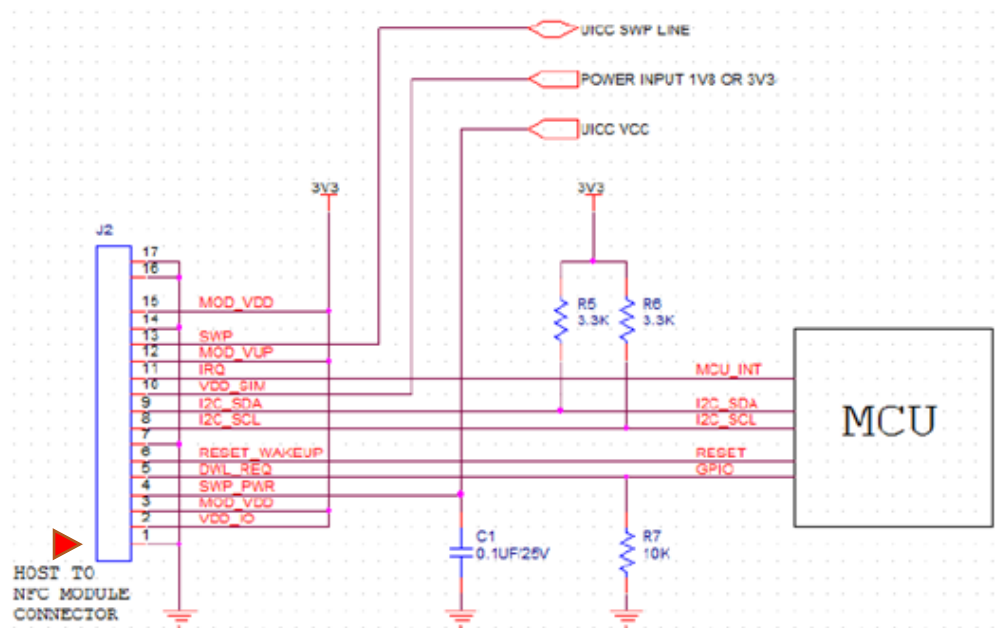 UICC SWP LINE
POWER INPUT 1V8 OR 3V3
UICC VCC
3V3
3V3
J2
17
16
15 MOD_VDD
14
13 SWP
12 MOD_VUP
11 IRQ MCU_INT
10 VDD_SIM
9 I2C_SDA I2C_SDA
8 I2C_SCL I2C_SCL
7
6 RESET_WAKEUP RESET
5 DWL_REQ GPIO
4 SWP_PWR
3 MOD_VDD
2 VDD_IO
1
R5
3.3K
R6
3.3K
MCU
C1
0.1UF/25V
R7
10K
HOST TO
NFC MODULE
CONNECTOR